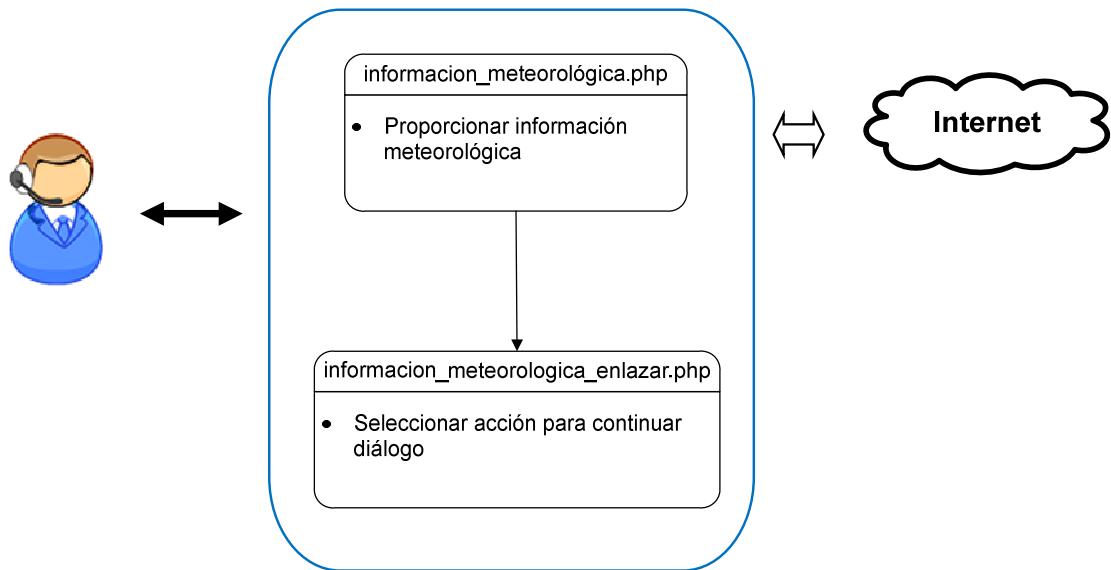 informacion_meteorológica.php
• Proporcionar información
meteorológica
Internet
informacion_meteorologica_enlazar.php
• Seleccionar acción para continuar
diálogo